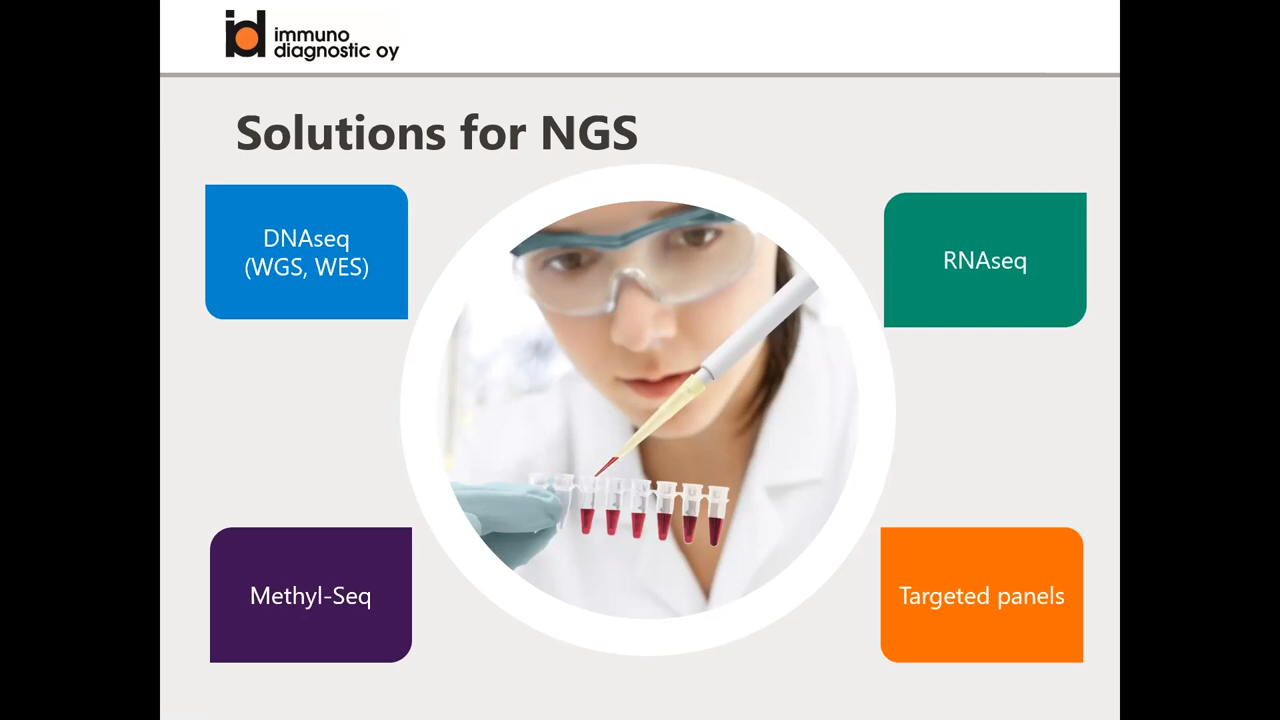 immuno
diagnostic oy
Solutions for NGS
DNAseq
(WGS, WES)
RNAseq
Methyl-Seq
Targeted panels